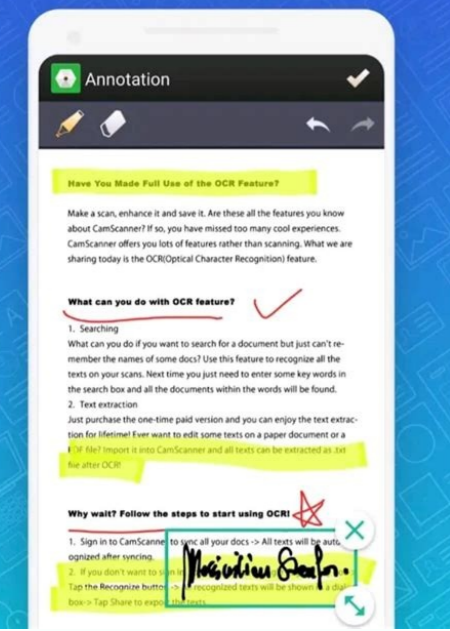 Annotation
Have You Made Full Use of the OCR Feature?
Make a scan, enhance it and save it. Are these all the features you know
about CamScanner? If so, you have missed too many cool experiences.
CamScanner offers you lots of features rather than scanning. What we are
sharing today is the OCR(Optical Character Recognition) feature.
What can you do with OCR feature?
1. Searching
What can you do if you want to search for a document but just can't re-
member the names of some docs? Use this feature to recognize all the
texts on your scans. Next time you just need to enter some key words in
the search box and all the documents within the words will be found.
2. Text extraction
Just purchase the one-time paid version and you can enjoy the text extrac-
tion for lifetime! Ever want to edit some texts on a paper document or a
PDF file? Import it into CamScanner and all texts can be extracted as .txt
file after OCR!
Why wait? Follow the steps to start using OCR!
1. Sign in to CamScanner to sync all your docs -> All texts will be auto
ognized after syncing.
2. If you don't want to sign in
Tap the Recognize button -> recognized texts will be shown a dia
box-> Tap Share to export the texts.